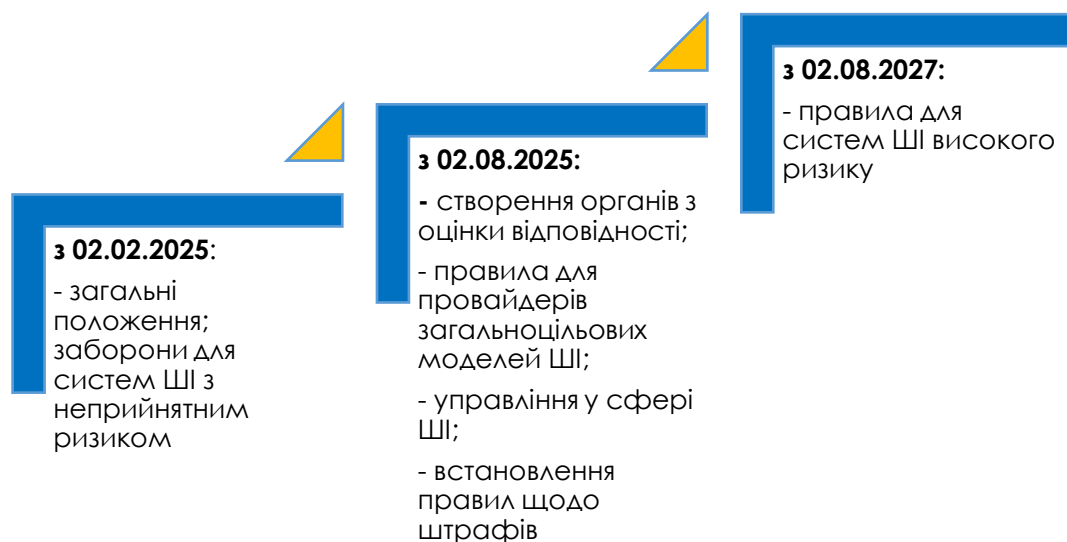 з 02.02.2025:
- загальні
положення;
заборони для
систем ШІ з
неприйнятним
ризиком
з 02.08.2025:
- створення органів з
оцінки відповідності;
- правила для
провайдерів
загальноцільових
моделей ШІ;
- управління у сфері
ШІ;
- встановлення
правил щодо
штрафів
з 02.08.2027:
- правила для
систем ШІ високого
ризику